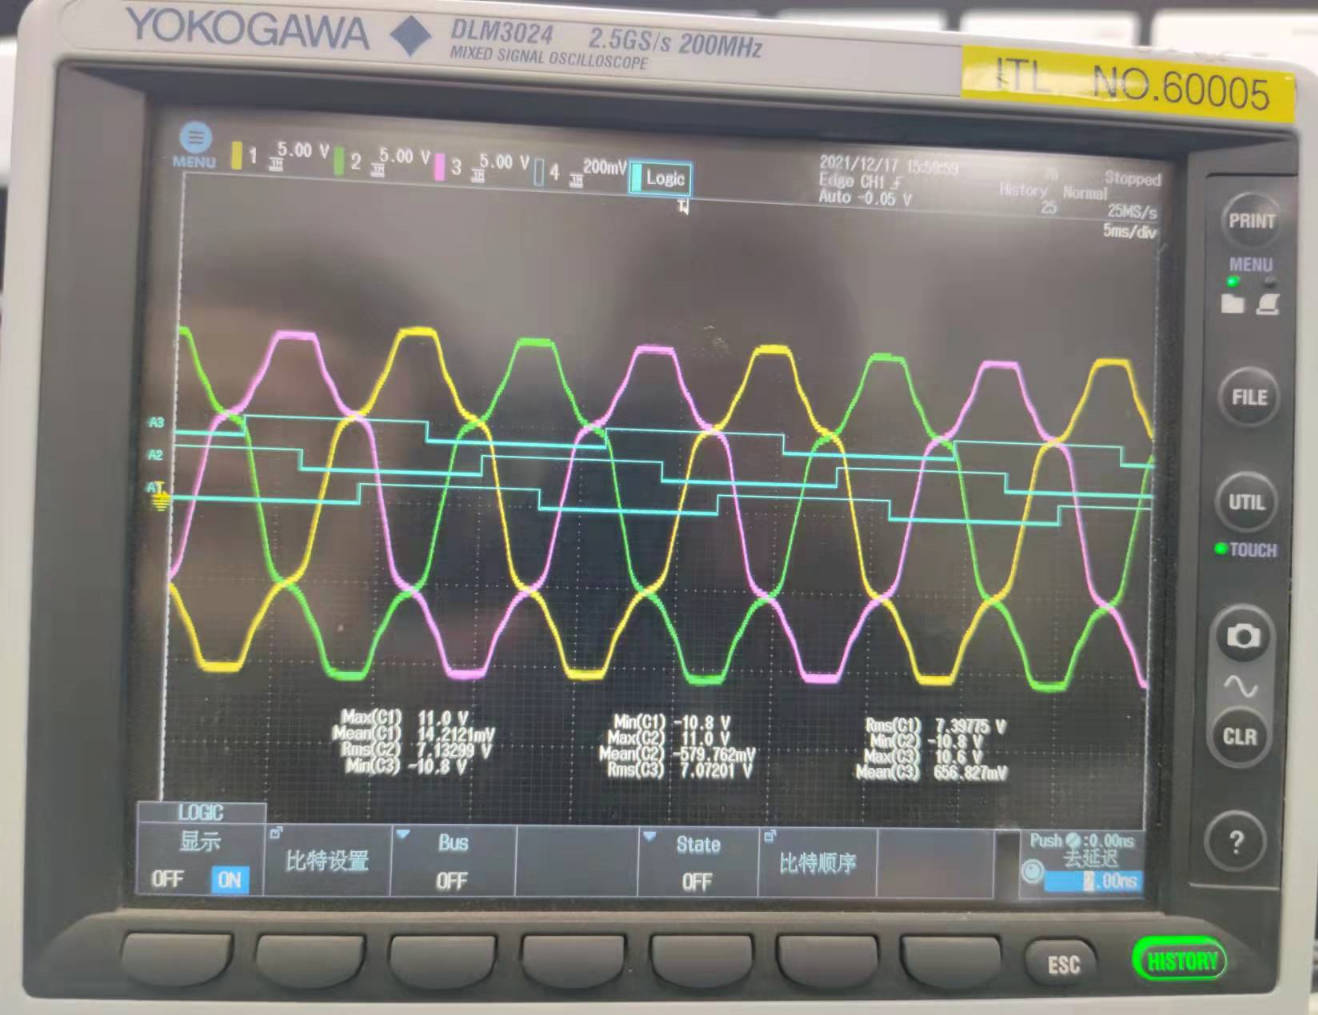 YOKOGAWA DLM3024 2.5GS/s 200MHz
MIXED SIGNAL OSCILLOSCOPE
ITL NO.60005
MENU
1 5.00 V 2 5.00 V 3 5.00 V 4 200mV Logic
2021/12/17 15:59:59
Edge CH1
Auto -0.05 V
History
25
Normal
Stopped
25MS/s
5ms/div
A3
A2
A1
Max(C1) 11.0 V
Mean(C1) 14.2121mV
Rms(C2) 7.13299 V
Min(C3) -10.8 V
Min(C1) -10.8 V
Max(C2) 11.0 V
Mean(C2) -579.762mV
Rms(C3) 7.07201 V
Rms(C1) 7.39775 V
Min(C2) -10.8 V
Max(C3) 10.6 V
Mean(C3) 656.827mV
LOGIC
显示
OFF ON
比特设置
Bus
OFF
State
OFF
比特顺序
Push :0.00ns
去延迟
.00ns
PRINT
MENU
FILE
UTIL
TOUCH
CLR
?
ESC
HISTORY